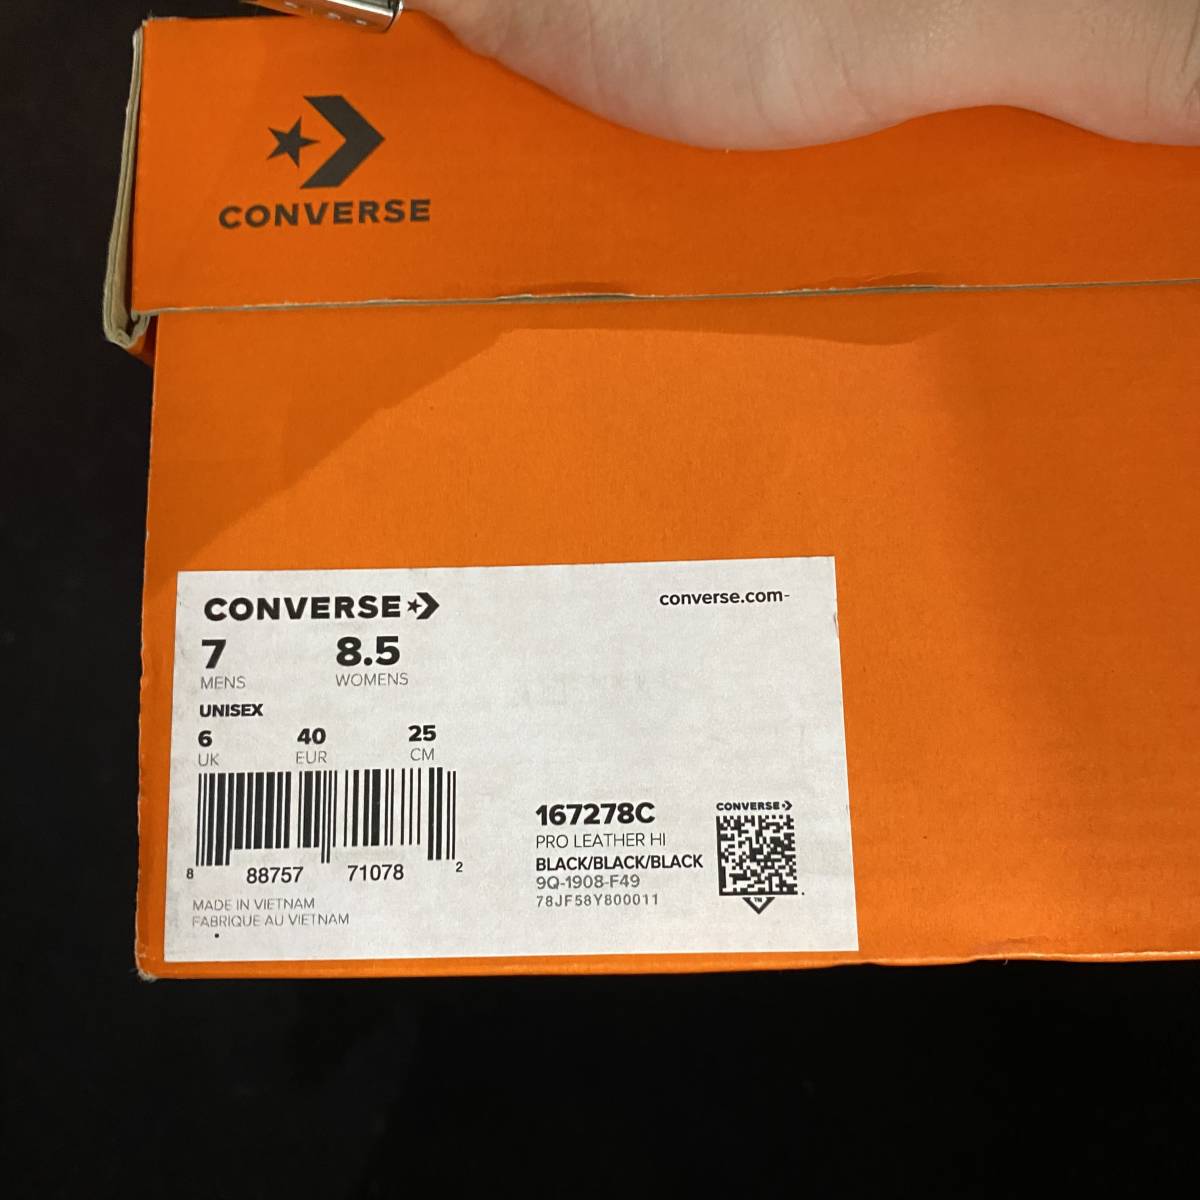 CONVERSE
CONVERSE
converse.com-
7 8.5
MENS WOMENS
UNISEX
6 40 25
UK EUR CM
8 88757 71078 2
MADE IN VIETNAM
FABRIQUE AU VIETNAM
167278C
PRO LEATHER HI
BLACK/BLACK/BLACK
9Q-1908-F49
78JF58Y800011
CONVERSE
TM